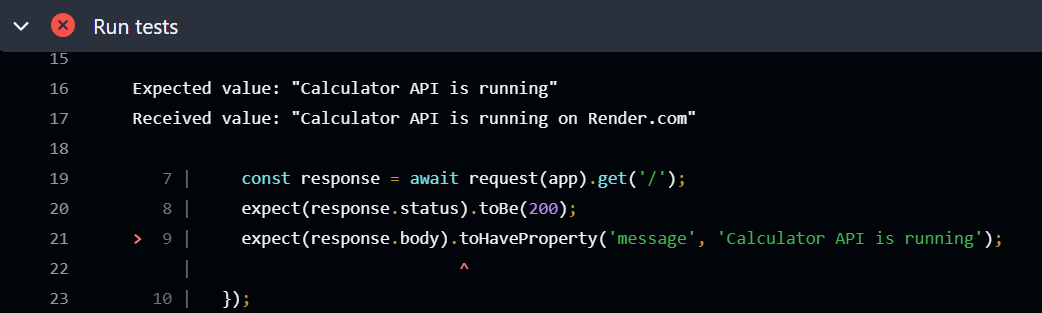 Run tests
15
16 Expected value: "Calculator API is running"
17 Received value: "Calculator API is running on Render.com"
18
19 7 | const response = await request(app).get('/');
20 8 | expect(response.status).toBe(200);
21 > 9 | expect(response.body).toHaveProperty('message', 'Calculator API is running');
22 | ^
23 10 | });